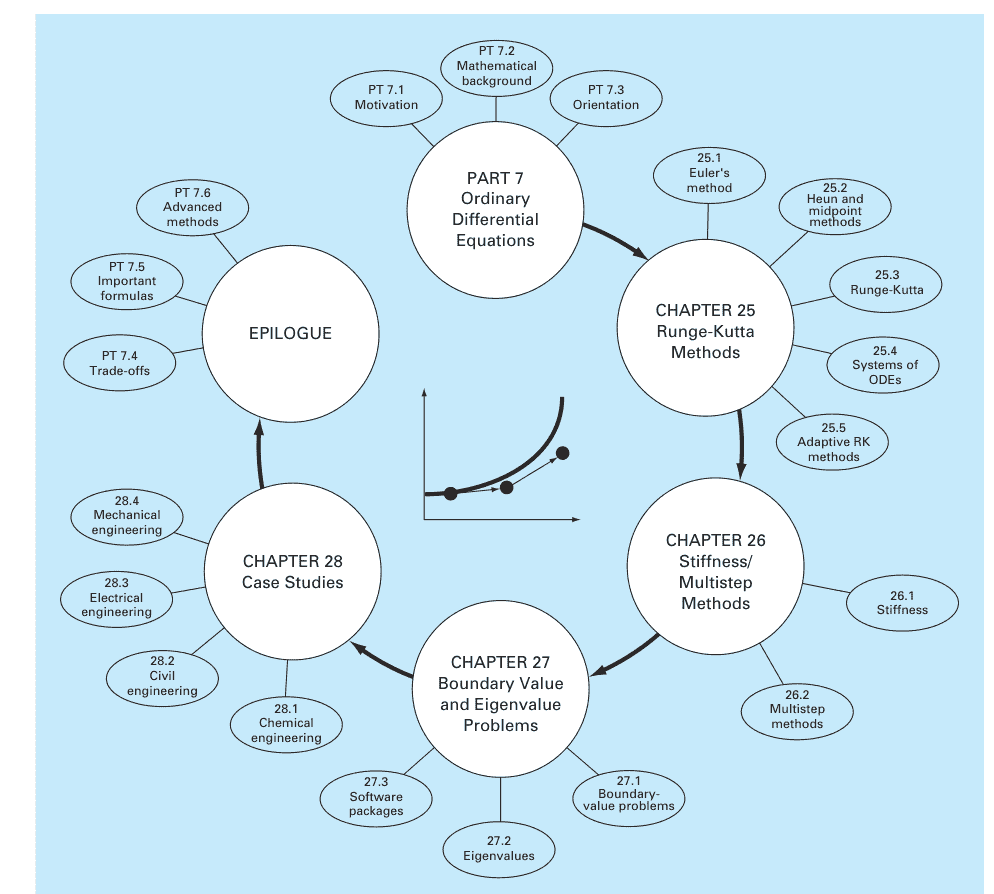 PT 7.1
Motivation
PT 7.2
Mathematical
background
PT 7.3
Orientation
PART 7
Ordinary
Differential
Equations
25.1
Euler's
method
25.2
Heun and
midpoint
methods
25.3
Runge-Kutta
25.4
Systems of
ODEs
25.5
Adaptive RK
methods
CHAPTER 25
Runge-Kutta
Methods
CHAPTER 26
Stiffness/
Multistep
Methods
26.1
Stiffness
26.2
Multistep
methods
CHAPTER 27
Boundary Value
and Eigenvalue
Problems
27.1
Boundary-
value problems
27.2
Eigenvalues
27.3
Software
packages
CHAPTER 28
Case Studies
28.1
Chemical
engineering
28.2
Civil
engineering
28.3
Electrical
engineering
28.4
Mechanical
engineering
EPILOGUE
PT 7.4
Trade-offs
PT 7.5
Important
formulas
PT 7.6
Advanced
methods